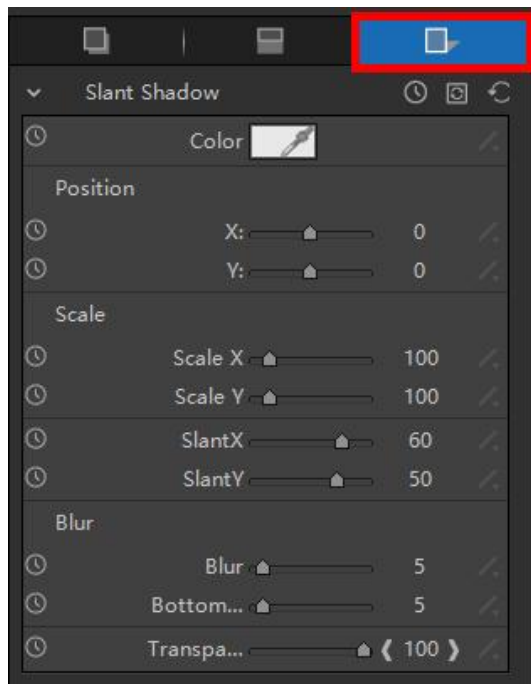 Slant Shadow
Color
Position
X: 0
Y: 0
Scale
Scale X 100
Scale Y 100
SlantX 60
SlantY 50
Blur
Blur 5
Bottom... 5
Transpa... 100